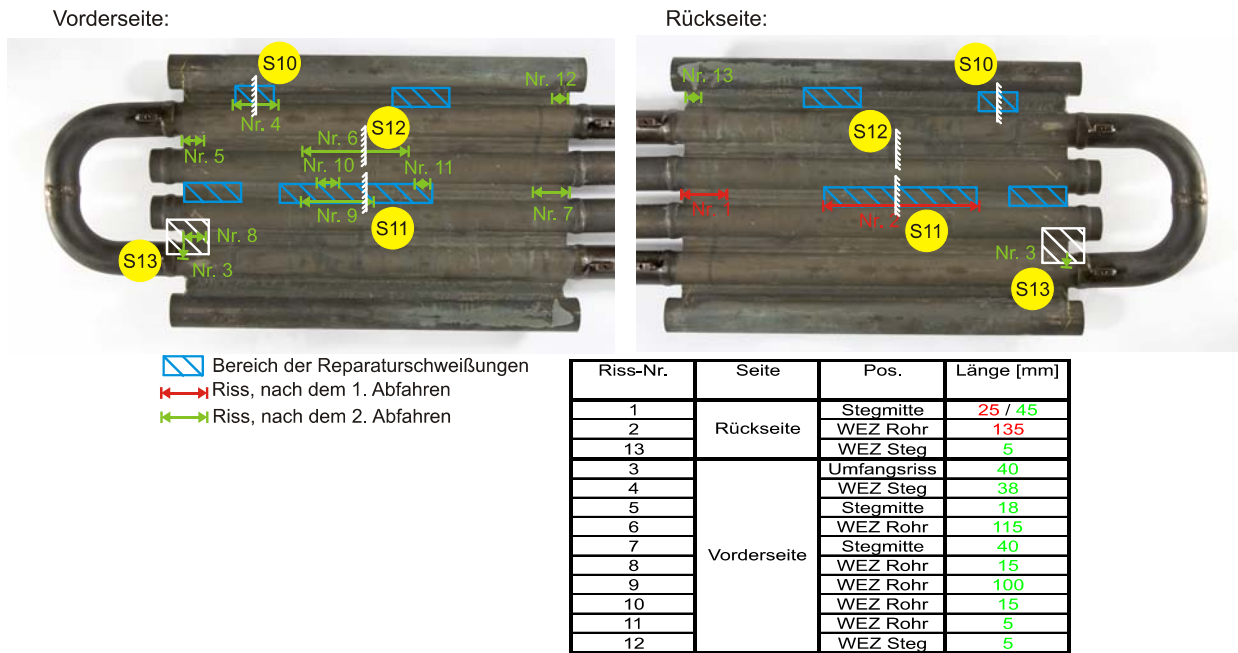 Vorderseite:
S10
Nr. 12
Nr. 4
S12
Nr. 6
Nr. 5
Nr. 10
Nr. 11
Nr. 9
Nr. 7
S11
Nr. 8
S13
Nr. 3
Rückseite:
S10
Nr. 13
S12
Nr. 1
Nr. 2
S11
Nr. 3
S13
Bereich der Reparaturschweißungen
Riss, nach dem 1. Abfahren
Riss, nach dem 2. Abfahren
Riss-Nr. Seite Pos. Länge [mm]
1 Stegmitte 25 / 45
2 Rückseite WEZ Rohr 135
13 WEZ Steg 5
3 Umfangsriss 40
4 WEZ Steg 38
5 Stegmitte 18
6 WEZ Rohr 115
7 Vorderseite Stegmitte 40
8 WEZ Rohr 15
9 WEZ Rohr 100
10 WEZ Rohr 15
11 WEZ Rohr 5
12 WEZ Steg 5